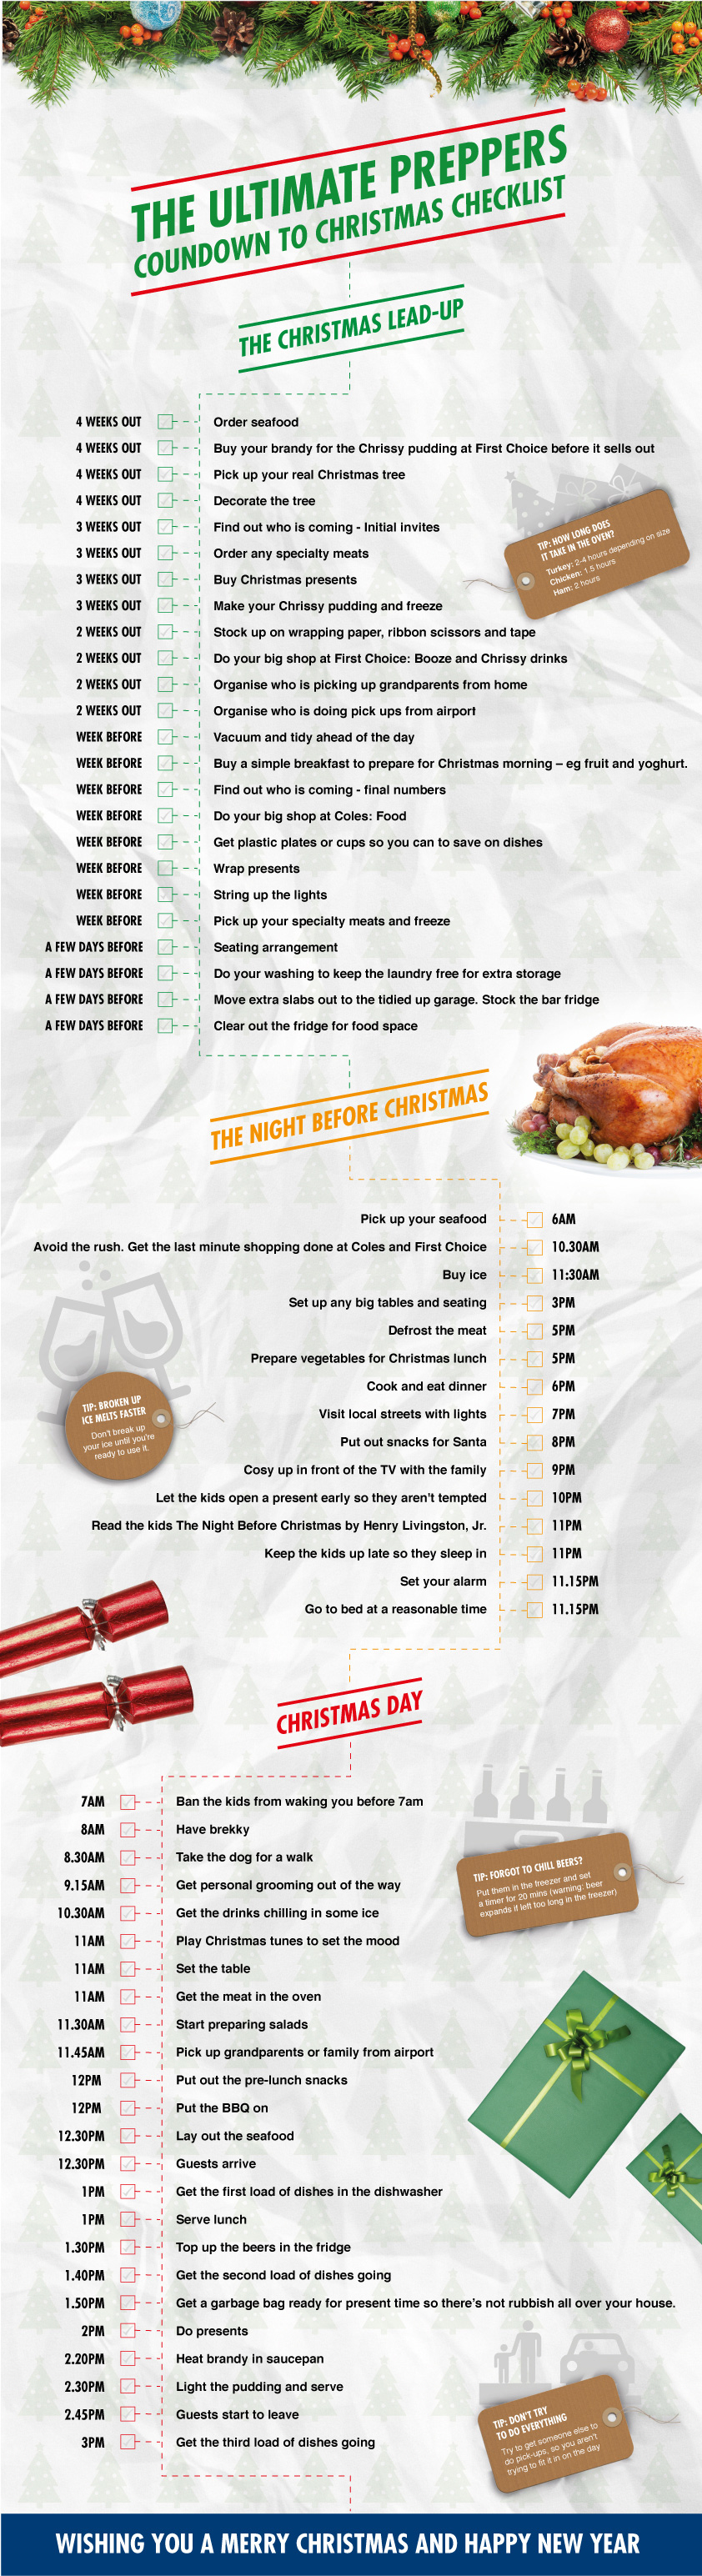 THE ULTIMATE PREPPERS
COUNDOWN TO CHRISTMAS CHECKLIST
THE CHRISTMAS LEAD-UP
4 WEEKS OUT Order seafood
4 WEEKS OUT Buy your brandy for the Chrissy pudding at First Choice before it sells out
4 WEEKS OUT Pick up your real Christmas tree
4 WEEKS OUT Decorate the tree
3 WEEKS OUT Find out who is coming - Initial invites
3 WEEKS OUT Order any specialty meats
3 WEEKS OUT Buy Christmas presents
3 WEEKS OUT Make your Chrissy pudding and freeze
TIP: HOW LONG DOES
IT TAKE IN THE OVEN?
Turkey: 2-4 hours depending on size
Chicken: 1.5 hours
Ham: 2 hours
2 WEEKS OUT Stock up on wrapping paper, ribbon scissors and tape
2 WEEKS OUT Do your big shop at First Choice: Booze and Chrissy drinks
2 WEEKS OUT Organise who is picking up grandparents from home
2 WEEKS OUT Organise who is doing pick ups from airport
WEEK BEFORE Vacuum and tidy ahead of the day
WEEK BEFORE Buy a simple breakfast to prepare for Christmas morning – eg fruit and yoghurt.
WEEK BEFORE Find out who is coming - final numbers
WEEK BEFORE Do your big shop at Coles: Food
WEEK BEFORE Get plastic plates or cups so you can to save on dishes
WEEK BEFORE Wrap presents
WEEK BEFORE String up the lights
WEEK BEFORE Pick up your specialty meats and freeze
A FEW DAYS BEFORE Seating arrangement
A FEW DAYS BEFORE Do your washing to keep the laundry free for extra storage
A FEW DAYS BEFORE Move extra slabs out to the tidied up garage. Stock the bar fridge
A FEW DAYS BEFORE Clear out the fridge for food space
THE NIGHT BEFORE CHRISTMAS
Pick up your seafood 6AM
Avoid the rush. Get the last minute shopping done at Coles and First Choice 10.30AM
Buy ice 11:30AM
Set up any big tables and seating 3PM
Defrost the meat 5PM
Prepare vegetables for Christmas lunch 5PM
Cook and eat dinner 6PM
Visit local streets with lights 7PM
Put out snacks for Santa 8PM
TIP: BROKEN UP
ICE MELTS FASTER
Don't break up
your ice until you're
ready to use it.
Cosy up in front of the TV with the family 9PM
Let the kids open a present early so they aren't tempted 10PM
Read the kids The Night Before Christmas by Henry Livingston, Jr. 11PM
Keep the kids up late so they sleep in 11PM
Set your alarm 11.15PM
Go to bed at a reasonable time 11.15PM
CHRISTMAS DAY
7AM Ban the kids from waking you before 7am
8AM Have brekky
8.30AM Take the dog for a walk
9.15AM Get personal grooming out of the way
10.30AM Get the drinks chilling in some ice
TIP: FORGOT TO CHILL BEERS?
Put them in the freezer and set
a timer for 20 mins (warning: beer
expands if left too long in the freezer)
11AM Play Christmas tunes to set the mood
11AM Set the table
11AM Get the meat in the oven
11.30AM Start preparing salads
11.45AM Pick up grandparents or family from airport
12PM Put out the pre-lunch snacks
12PM Put the BBQ on
12.30PM Lay out the seafood
12.30PM Guests arrive
1PM Get the first load of dishes in the dishwasher
1PM Serve lunch
1.30PM Top up the beers in the fridge
1.40PM Get the second load of dishes going
1.50PM Get a garbage bag ready for present time so there's not rubbish all over your house.
2PM Do presents
2.20PM Heat brandy in saucepan
2.30PM Light the pudding and serve
2.45PM Guests start to leave
3PM Get the third load of dishes going
TIP: DON'T TRY
TO DO EVERYTHING
Try to get someone else to
do pick-ups, so you aren't
trying to fit it in on the day
WISHING YOU A MERRY CHRISTMAS AND HAPPY NEW YEAR